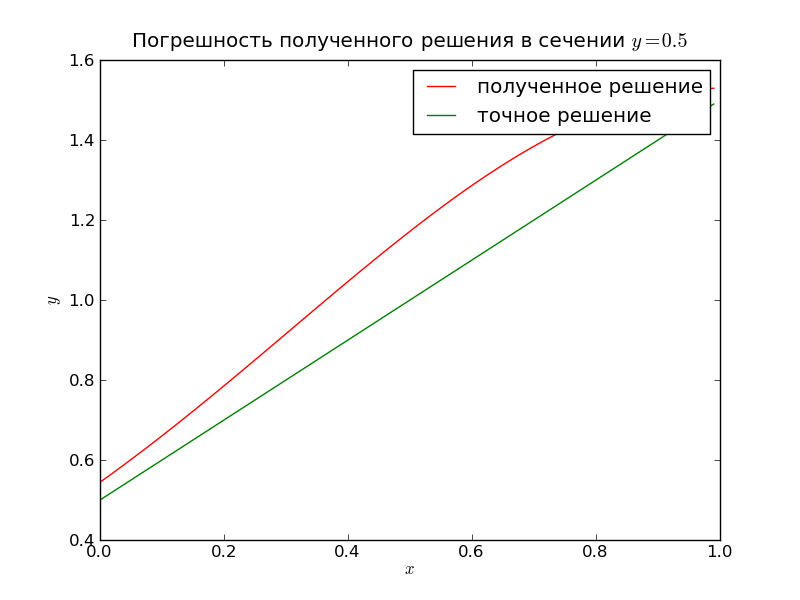 Погрешность полученного решения в сечении y=0.5
полученное решение
точное решение
1.6
1.4
1.2
1.0
0.8
0.6
0.4
y
0.0 0.2 0.4 0.6 0.8 1.0
x